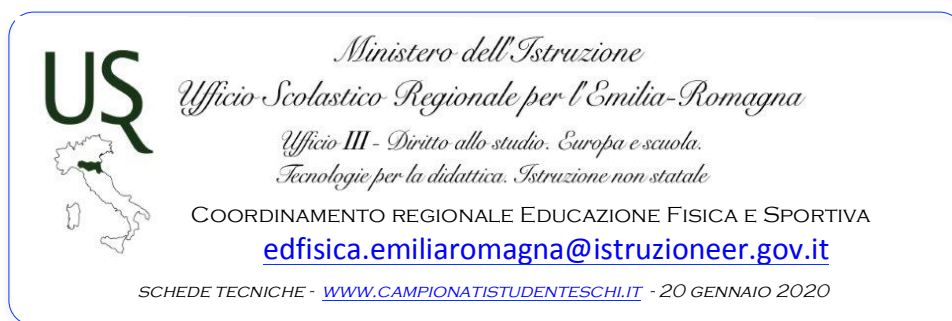 USR
Ministero dell'Istruzione
Ufficio Scolastico Regionale per l'Emilia-Romagna
Ufficio III - Diritto allo studio. Europa e scuola.
Tecnologie per la didattica. Istruzione non statale
COORDINAMENTO REGIONALE EDUCAZIONE FISICA E SPORTIVA
edfisica.emiliaromagna@istruzioneer.gov.it
SCHEDE TECNICHE - WWW.CAMPIONATISTUDENTESCHI.IT - 20 GENNAIO 2020